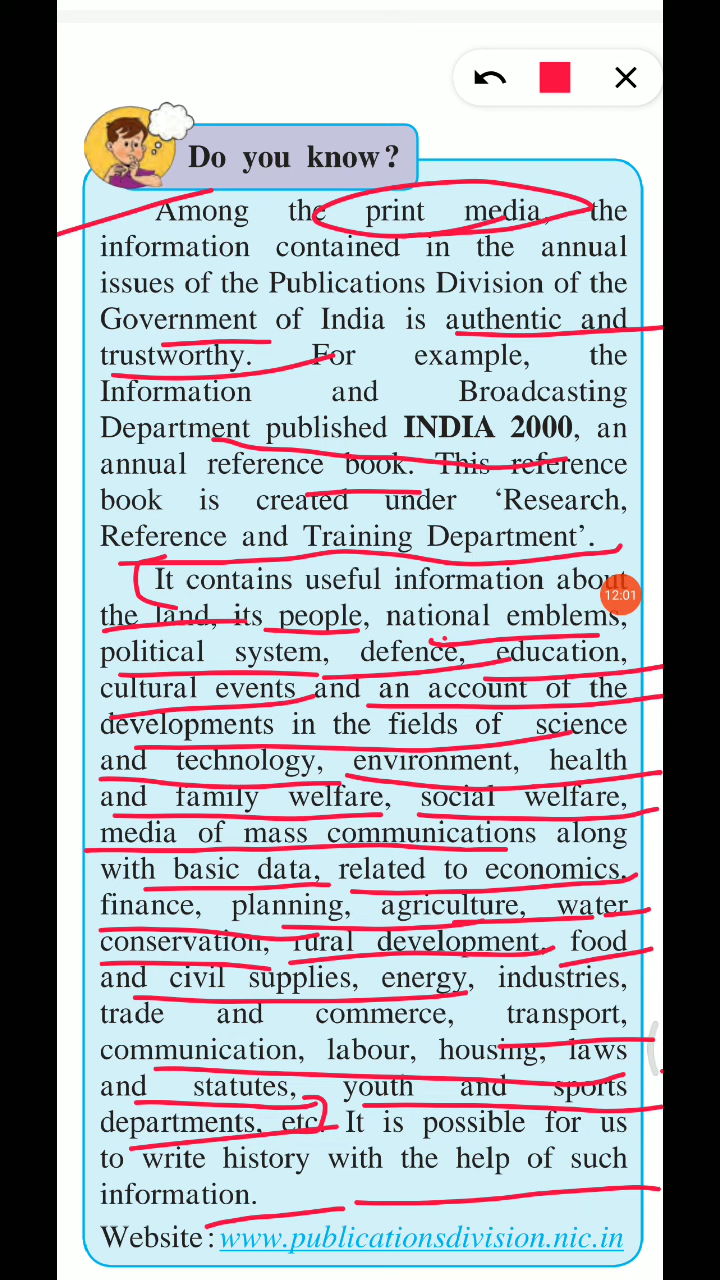 Do you know?
Among the print media, the
information contained in the annual
issues of the Publications Division of the
Government of India is authentic and
trustworthy. For example, the
Information and Broadcasting
Department published INDIA 2000, an
annual reference book. This reference
book is created under ‘Research,
Reference and Training Department’.
It contains useful information about
the land, its people, national emblems,
political system, defence, education,
cultural events and an account of the
developments in the fields of science
and technology, environment, health
and family welfare, social welfare,
media of mass communications along
with basic data, related to economics,
finance, planning, agriculture, water
conservation, rural development, food
and civil supplies, energy, industries,
trade and commerce, transport,
communication, labour, housing, laws
and statutes, youth and sports
departments, etc. It is possible for us
to write history with the help of such
information.
Website : www.publicationsdivision.nic.in
12:01